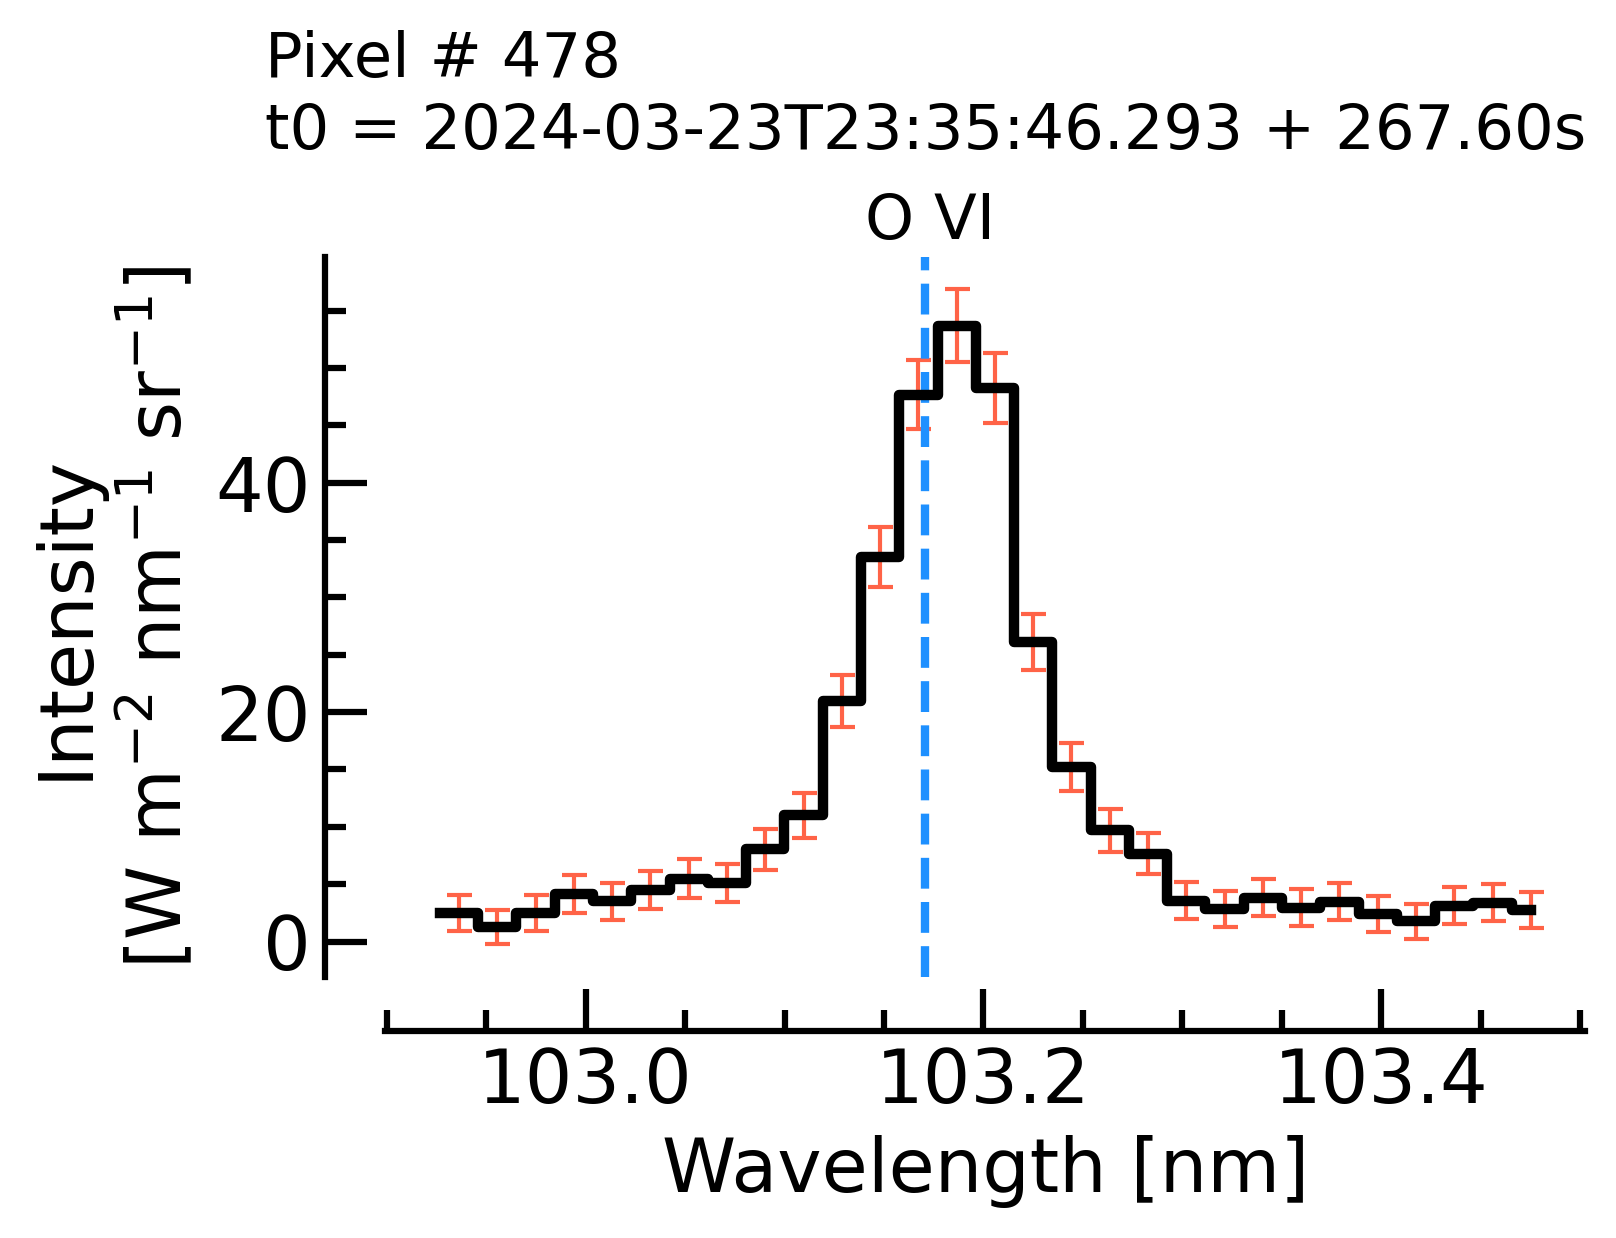 Pixel # 478
t0 = 2024-03-23T23:35:46.293 + 267.60s
O VI
Intensity
[W m⁻² nm⁻¹ sr⁻¹]
40
20
0
103.0 103.2 103.4
Wavelength [nm]